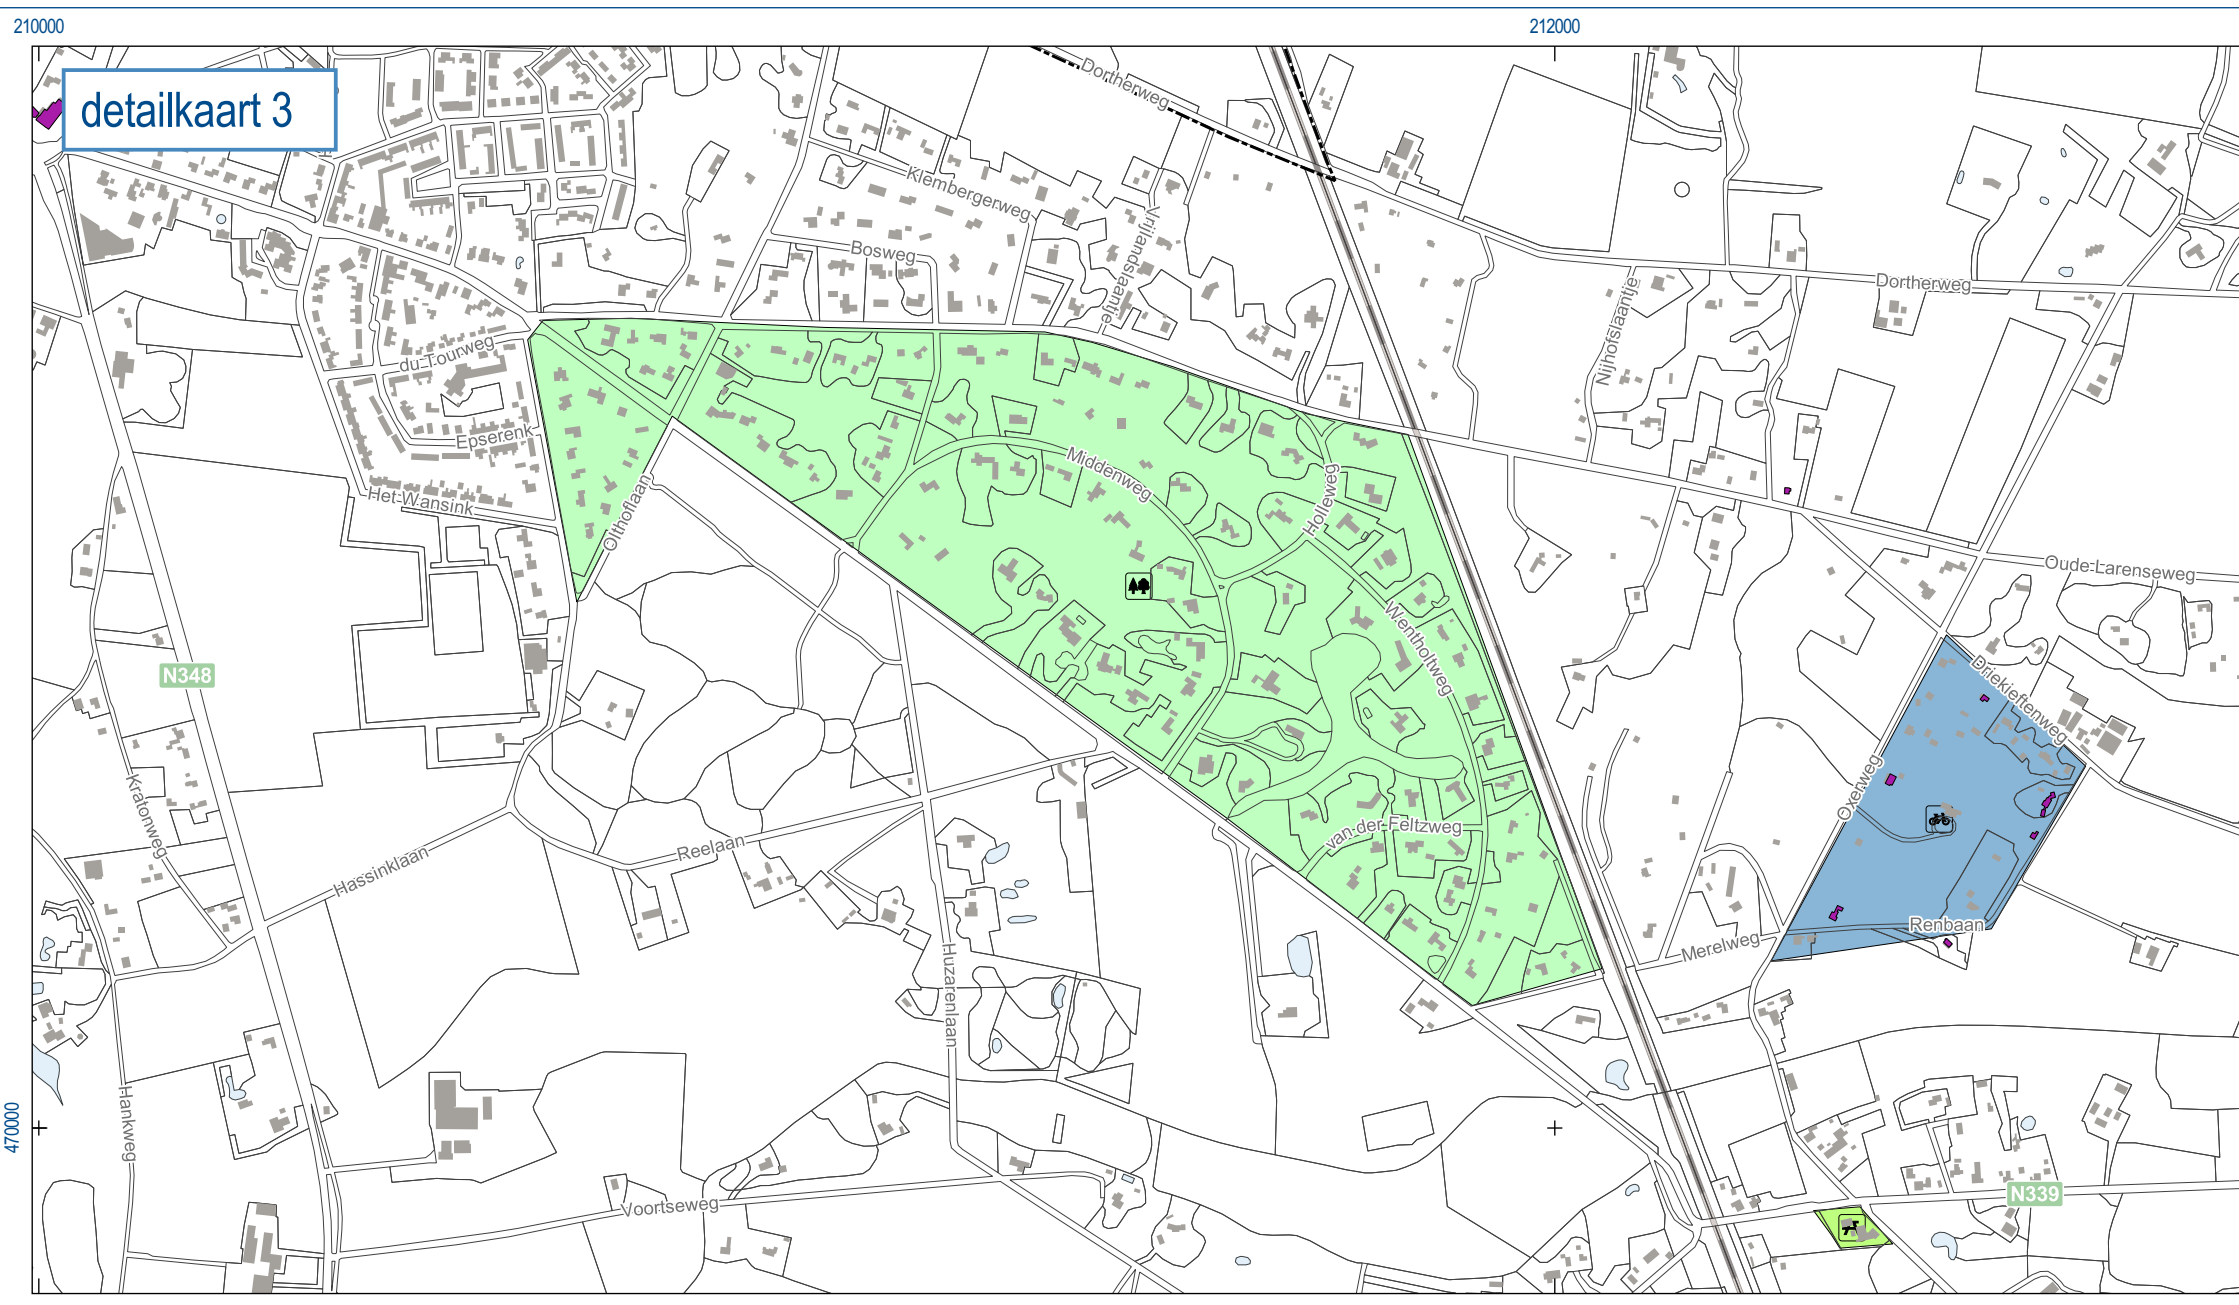 210000
212000
detailkaart 3
Dortherweg
Klembergerweg
Vrijlandslaantje
Bosweg
Dortherweg
Nijhofslaantje
du Tourweg
Epserenk
Middenweg
Het Wansink
Holleweg
Olthoflaan
Oude Larenseweg
Wentholtweg
N348
Driekieftenweg
Oxerweg
Kratonweg
van der Feltzweg
Reelaan
Hassinklaan
Renbaan
Merelweg
Huzarenlaan
470000
Hankweg
N339
Voortseweg